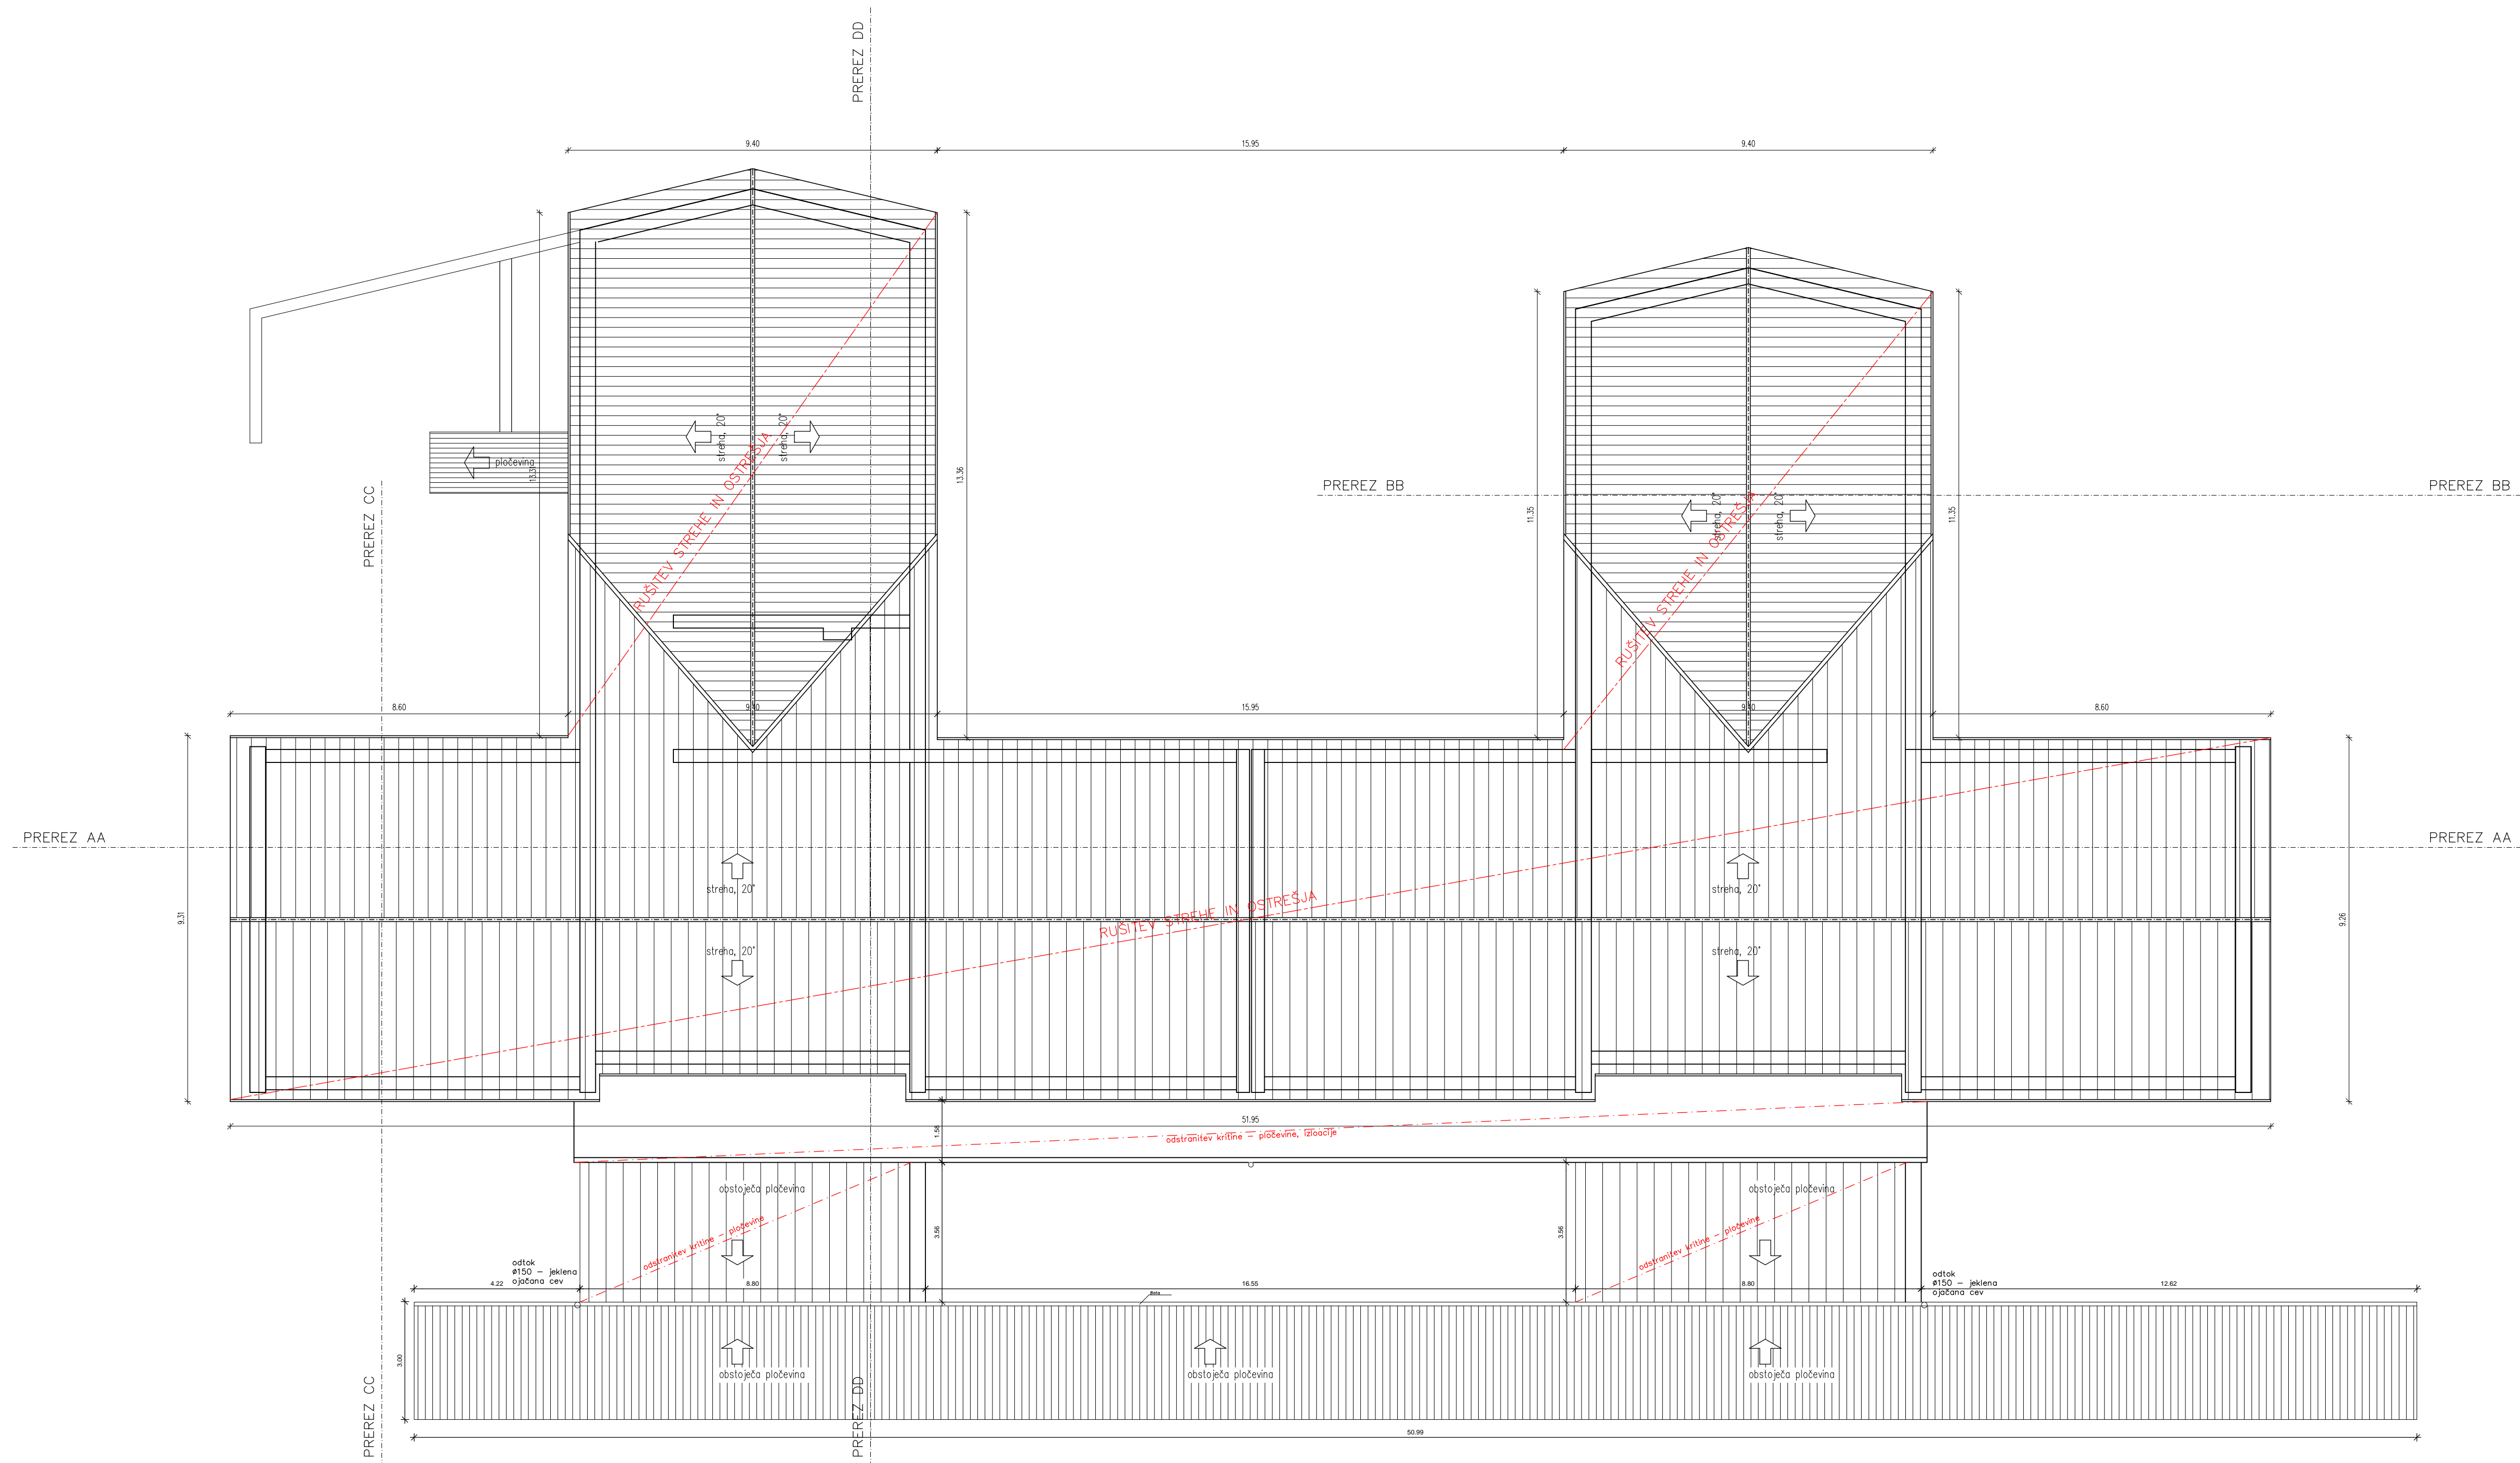 PREREZ DD
9.40
15.95
9.40
streha, 20°
streha, 20°
pločevina
13.31
13.36
RUŠITEV STREHE IN OSTREŠJA
PREREZ CC
PREREZ BB
PREREZ BB
11.35
11.35
streha, 20°
streha, 20°
RUŠITEV STREHE IN OSTREŠJA
8.60
9.40
15.95
9.40
8.60
PREREZ AA
PREREZ AA
9.31
9.26
streha, 20°
streha, 20°
streha, 20°
streha, 20°
RUŠITEV STREHE IN OSTREŠJA
51.95
1.58
odstranitev kritine – pločevine, Izloacije
obstoječa pločevina
obstoječa pločevina
odstranitev kritine – pločevine
odstranitev kritine – pločevine
3.56
3.56
odtok
ø150 – jeklena
ojačana cev
odtok
ø150 – jeklena
ojačana cev
4.22
8.80
16.55
8.80
12.62
3.00
obstoječa pločevina
obstoječa pločevina
obstoječa pločevina
PREREZ CC
PREREZ DD
50.99